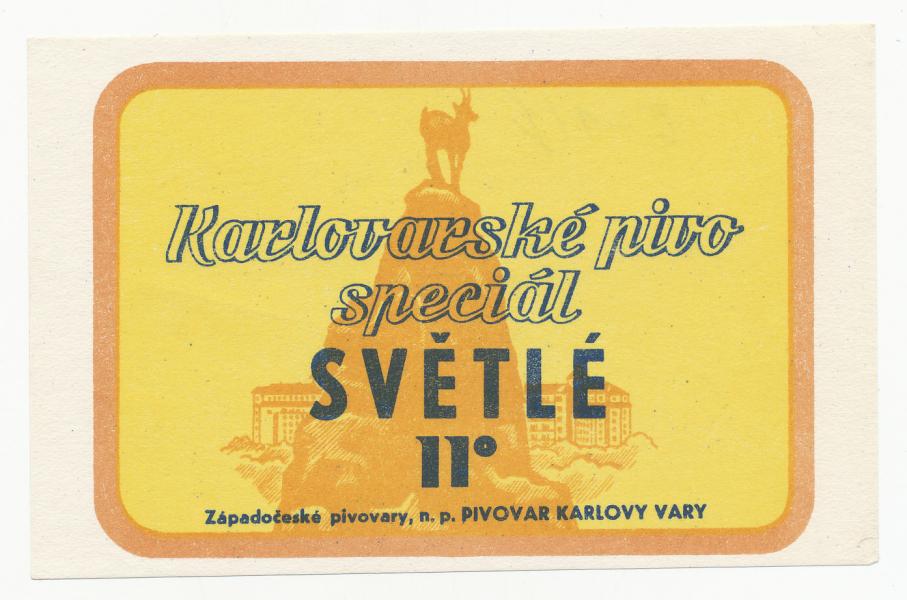 Karlovarské pivo
speciál
SVĚTLÉ
11°
Západočeské pivovary, n. p. PIVOVAR KARLOVY VARY